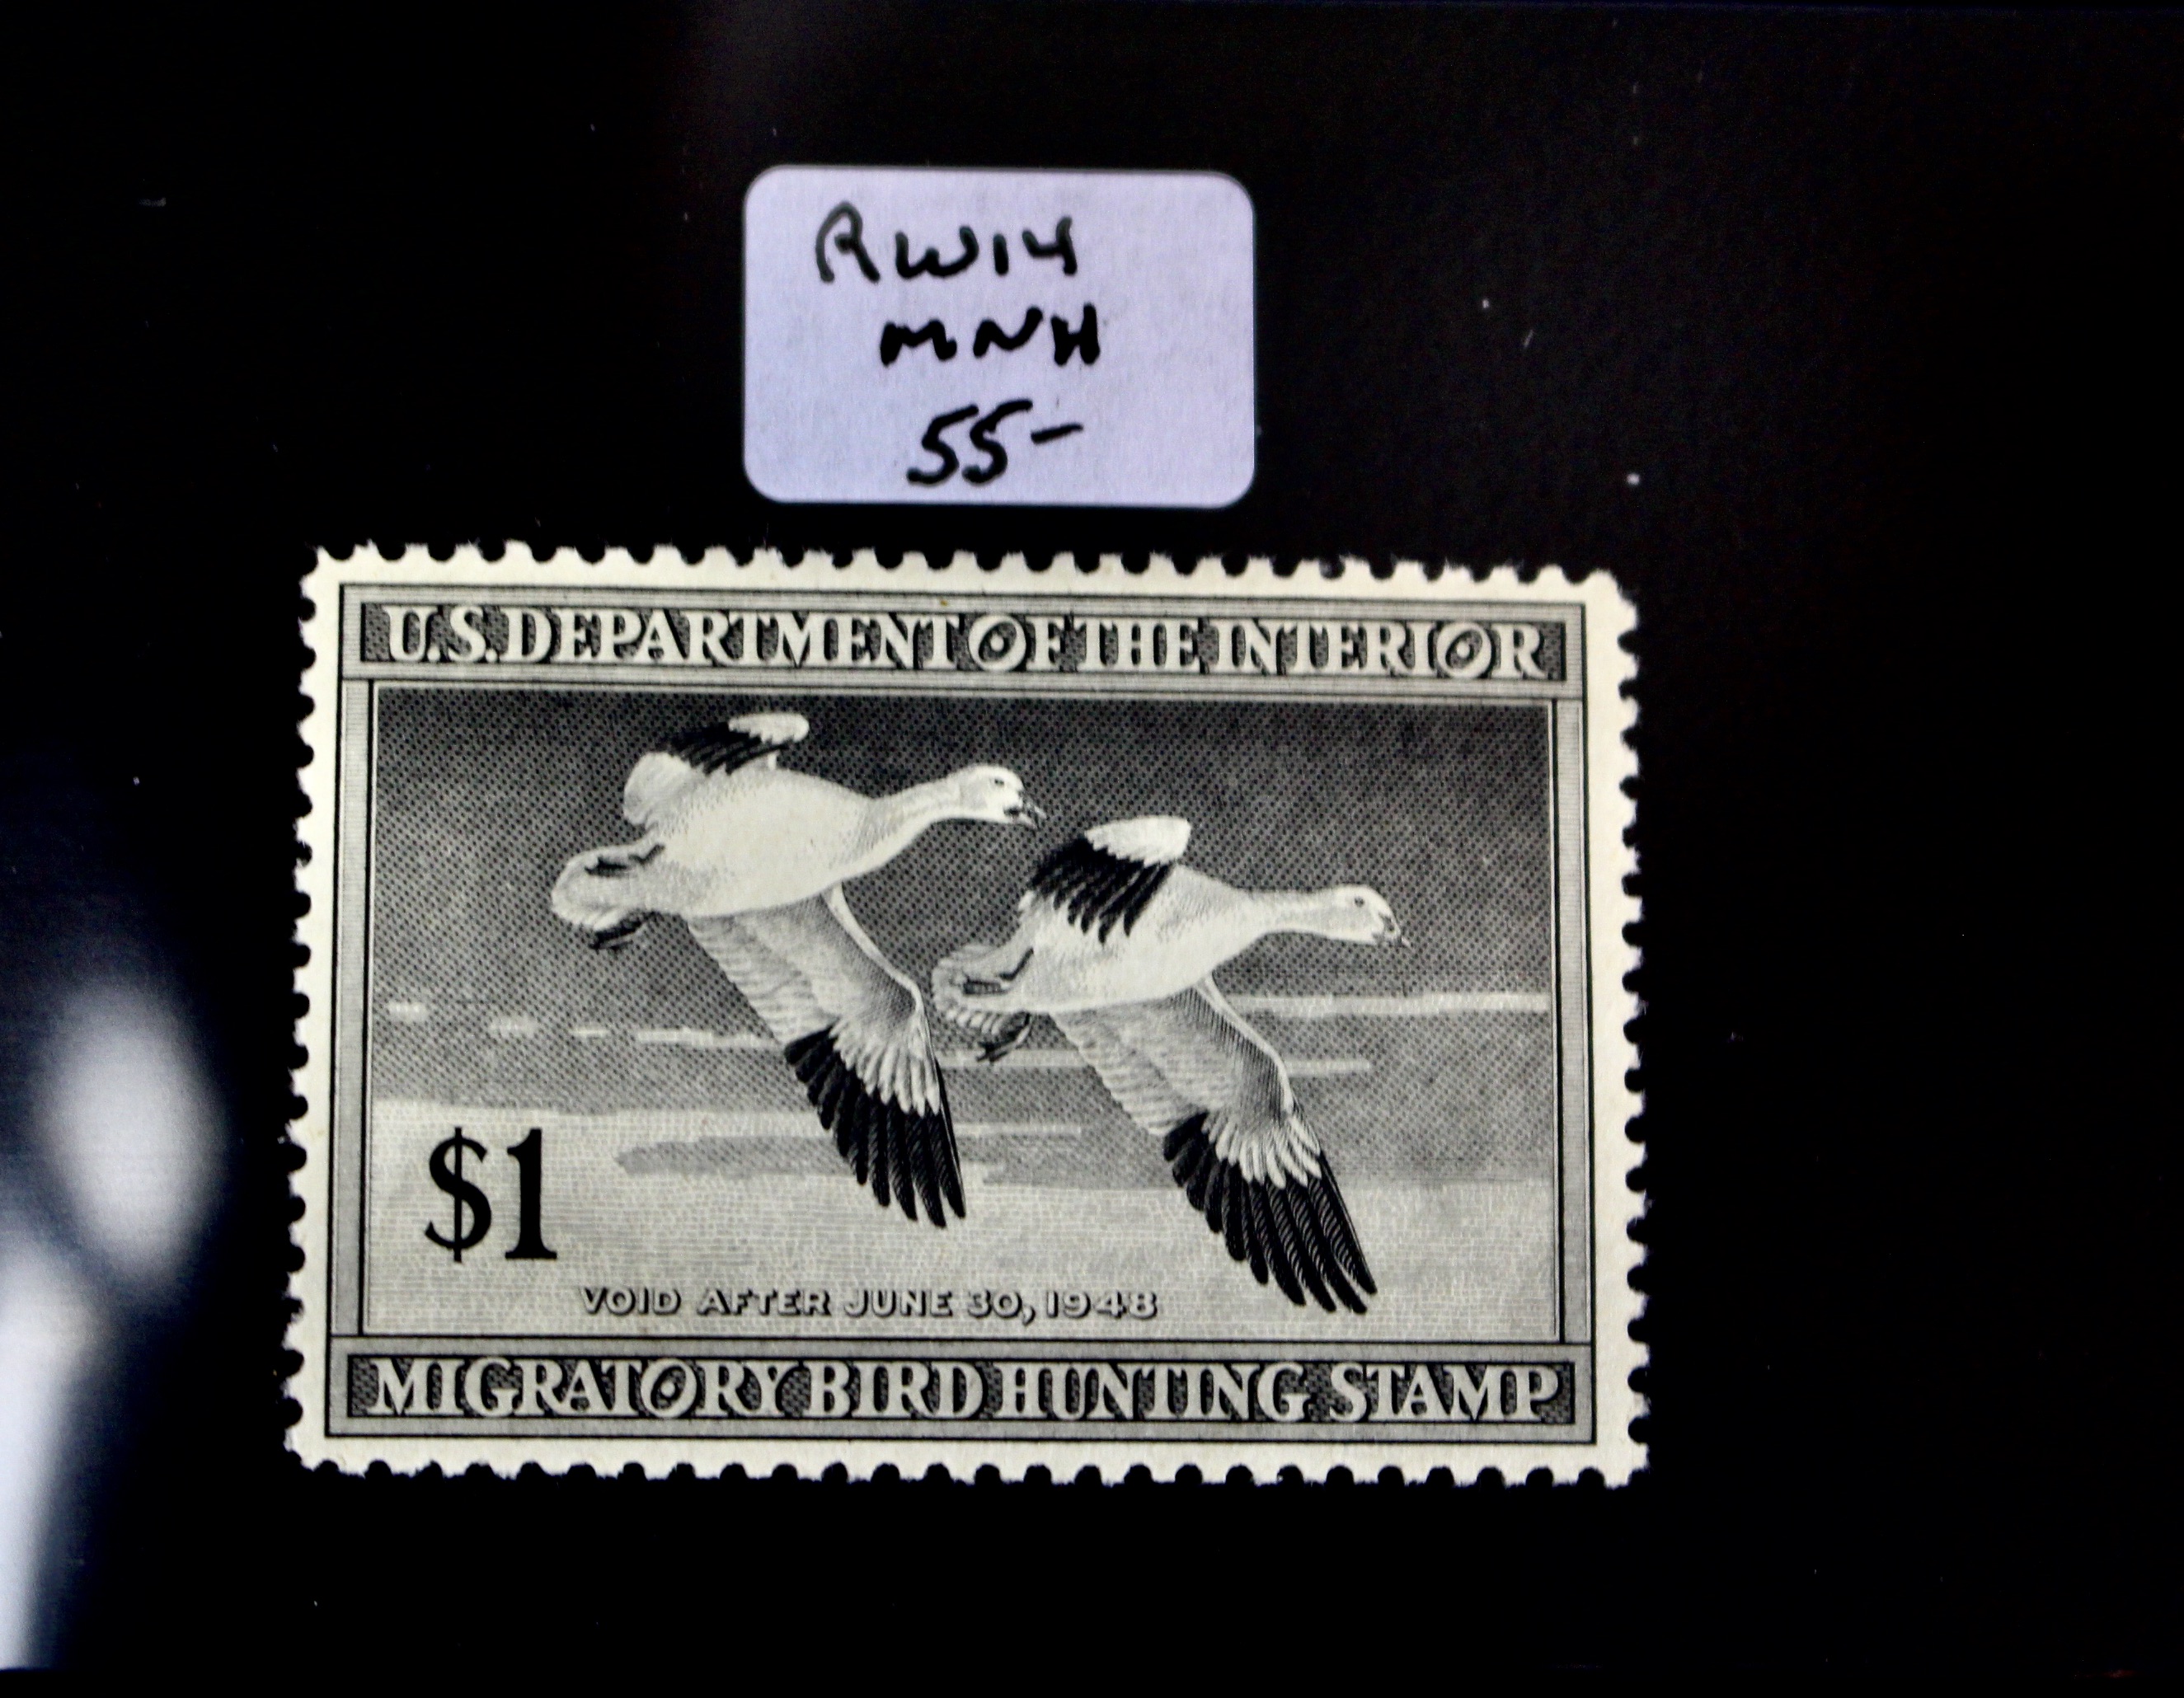 RW14
MNH
55-
U.S. DEPARTMENT OF THE INTERIOR
$1
VOID AFTER JUNE 30, 1948
MIGRATORY BIRD HUNTING STAMP